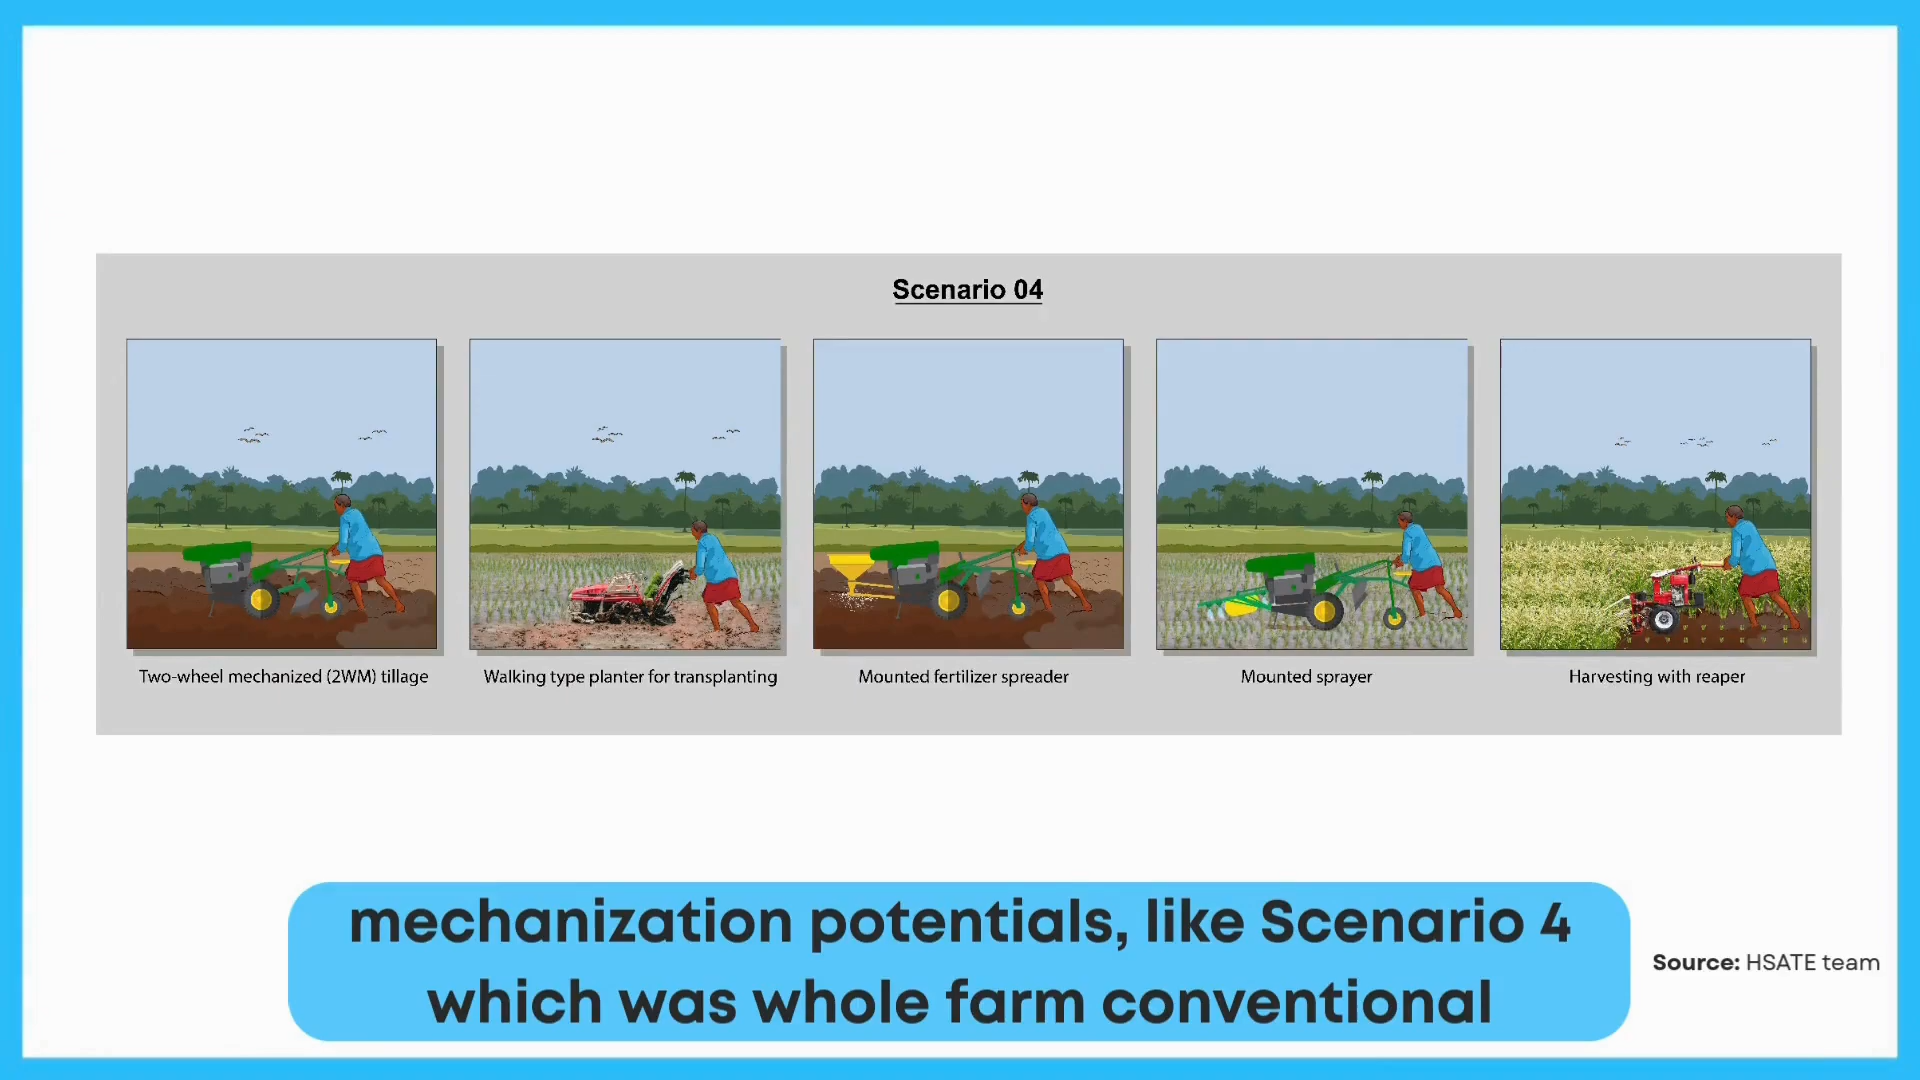 Scenario 04
Two-wheel mechanized (2WM) tillage
Walking type planter for transplanting
Mounted fertilizer spreader
Mounted sprayer
Harvesting with reaper
mechanization potentials, like Scenario 4
which was whole farm conventional
Source: HSATE team